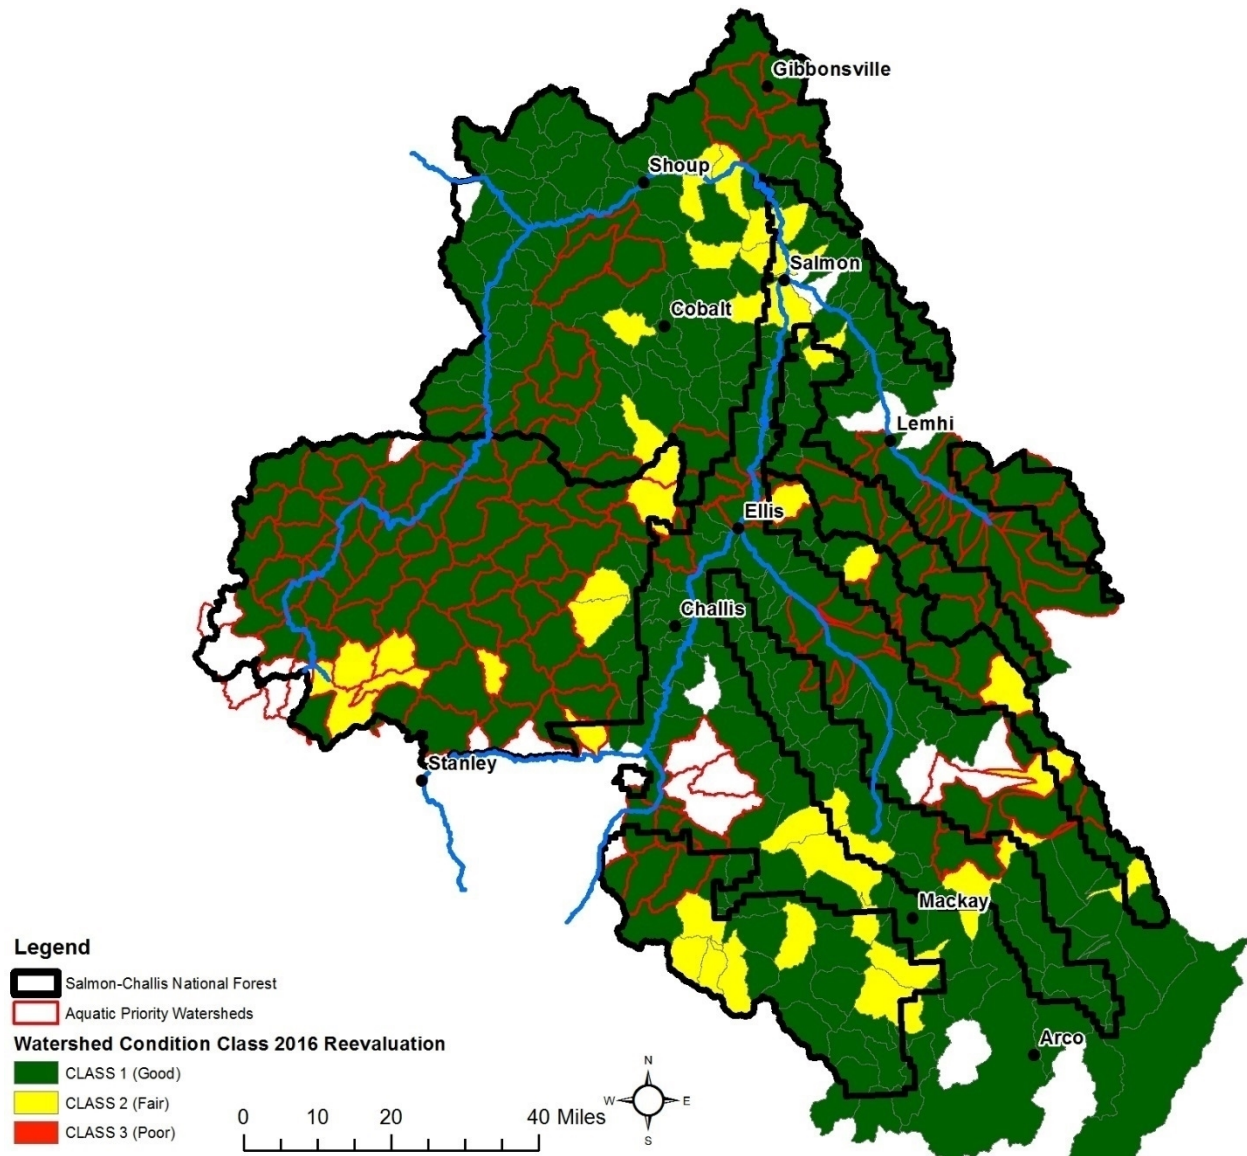 Gibbonsville
Shoup
Salmon
Cobalt
Lemhi
Ellis
Challis
Stanley
Mackay
Arco
Legend
Salmon-Challis National Forest
Aquatic Priority Watersheds
Watershed Condition Class 2016 Reevaluation
CLASS 1 (Good)
CLASS 2 (Fair)
CLASS 3 (Poor)
0 10 20 40 Miles
N
W E
S